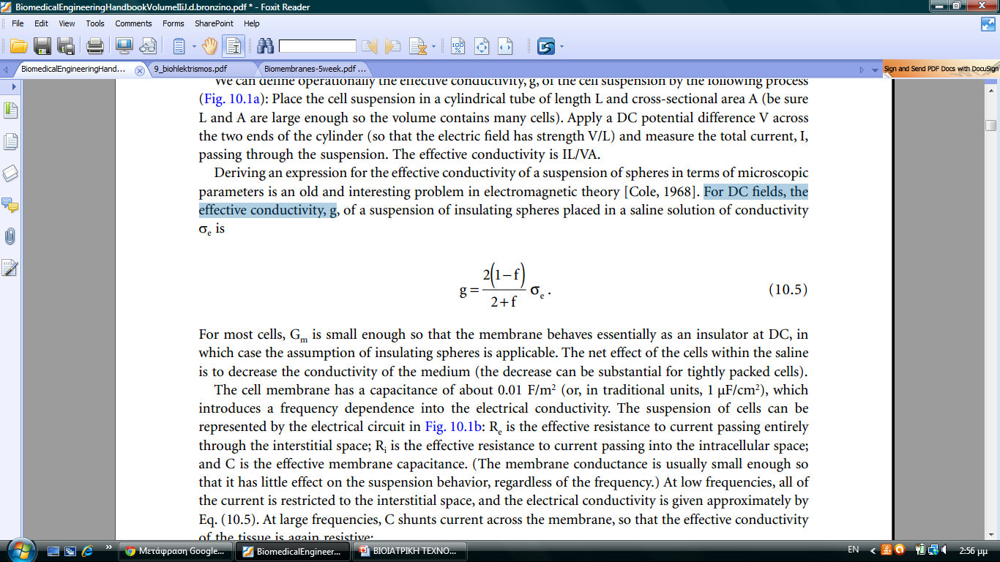 BiomedicalEngineeringHandbookVolumeIIiJ.d.bronzino.pdf * - Foxit Reader
File Edit View Tools Comments Forms SharePoint Help
BiomedicalEngineeringHand... 9_biohlektrismos.pdf Biomembranes-5week.pdf ... Sign and Send PDF Docs with DocuSign
We can define operationally the effective conductivity, g, of the cell suspension by the following process
(Fig. 10.1a): Place the cell suspension in a cylindrical tube of length L and cross-sectional area A (be sure
L and A are large enough so the volume contains many cells). Apply a DC potential difference V across
the two ends of the cylinder (so that the electric field has strength V/L) and measure the total current, I,
passing through the suspension. The effective conductivity is IL/VA.
Deriving an expression for the effective conductivity of a suspension of spheres in terms of microscopic
parameters is an old and interesting problem in electromagnetic theory [Cole, 1968]. For DC fields, the
effective conductivity, g, of a suspension of insulating spheres placed in a saline solution of conductivity
σe is
g = 2(1−f) / 2+f σe . (10.5)
For most cells, Gm is small enough so that the membrane behaves essentially as an insulator at DC, in
which case the assumption of insulating spheres is applicable. The net effect of the cells within the saline
is to decrease the conductivity of the medium (the decrease can be substantial for tightly packed cells).
The cell membrane has a capacitance of about 0.01 F/m² (or, in traditional units, 1 μF/cm²), which
introduces a frequency dependence into the electrical conductivity. The suspension of cells can be
represented by the electrical circuit in Fig. 10.1b: Re is the effective resistance to current passing entirely
through the interstitial space; Ri is the effective resistance to current passing into the intracellular space;
and C is the effective membrane capacitance. (The membrane conductance is usually small enough so
that it has little effect on the suspension behavior, regardless of the frequency.) At low frequencies, all of
the current is restricted to the interstitial space, and the electrical conductivity is given approximately by
Eq. (10.5). At large frequencies, C shunts current across the membrane, so that the effective conductivity
of the tissue is again resistive:
» Μετάφραση Google... BiomedicalEngineer... ΒΙΟΙΑΤΡΙΚΗ ΤΕΧΝΟ... EN 2:56 μμ